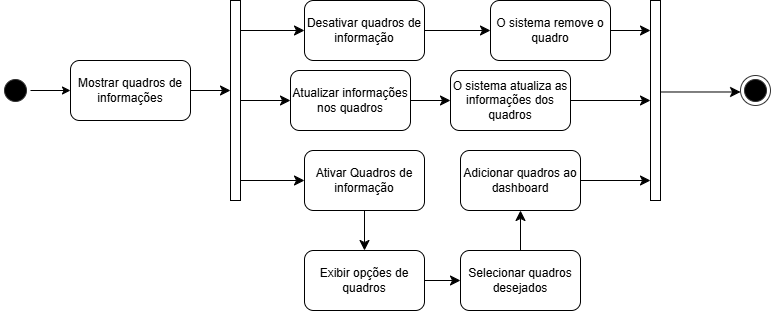 Mostrar quadros de
informações
Desativar quadros de
informação
O sistema remove o
quadro
Atualizar informações
nos quadros
O sistema atualiza as
informações dos
quadros
Ativar Quadros de
informação
Adicionar quadros ao
dashboard
Exibir opções de
quadros
Selecionar quadros
desejados